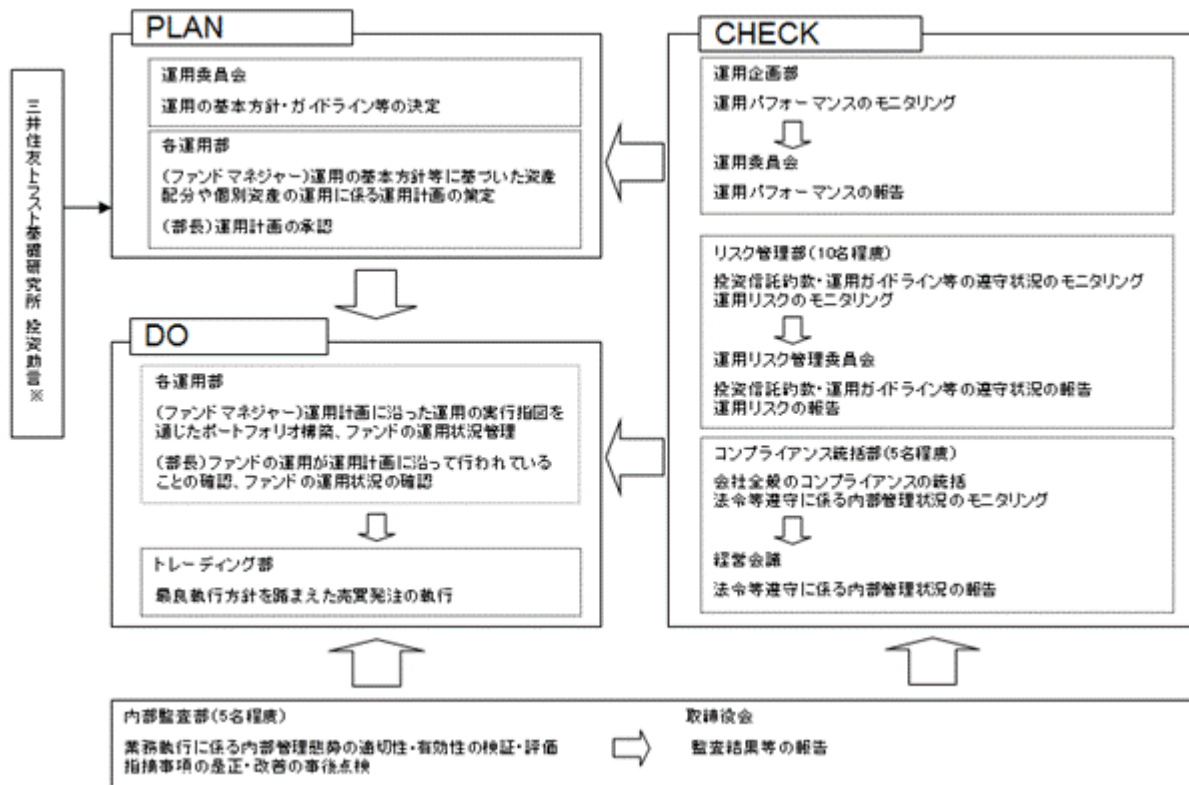 三井住友トラスト基礎研究所 投資助言※
PLAN
運用委員会
運用の基本方針・ガイドライン等の決定
各運用部
(ファンドマネジャー)運用の基本方針等に基づいた資産
配分や個別資産の運用に係る運用計画の策定
(部長)運用計画の承認
DO
各運用部
(ファンドマネジャー)運用計画に沿った運用の実行指図を
通じたポートフォリオ構築、ファンドの運用状況管理
(部長)ファンドの運用が運用計画に沿って行われている
ことの確認、ファンドの運用状況の確認
トレーディング部
最良執行方針を踏まえた売買発注の執行
CHECK
運用企画部
運用パフォーマンスのモニタリング
運用委員会
運用パフォーマンスの報告
リスク管理部(10名程度)
投資信託約款・運用ガイドライン等の遵守状況のモニタリング
運用リスクのモニタリング
運用リスク管理委員会
投資信託約款・運用ガイドライン等の遵守状況の報告
運用リスクの報告
コンプライアンス統括部(5名程度)
会社全般のコンプライアンスの統括
法令等遵守に係る内部管理状況のモニタリング
経営会議
法令等遵守に係る内部管理状況の報告
内部監査部(5名程度)
業務執行に係る内部管理態勢の適切性・有効性の検証・評価
指摘事項の是正・改善の事後点検
取締役会
監査結果等の報告